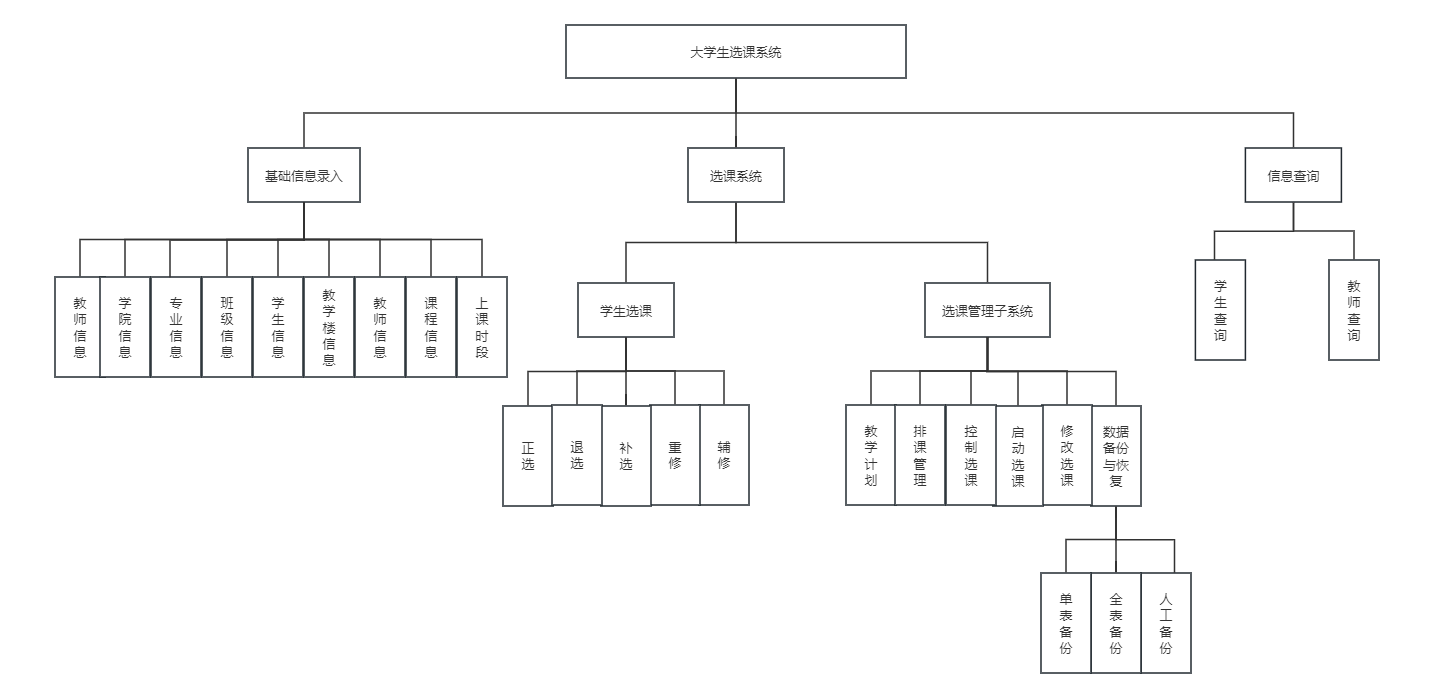 大学生选课系统
基础信息录入
选课系统
信息查询
教师信息
学院信息
专业信息
班级信息
学生信息
教学楼信息
教师信息
课程信息
上课时段
学生选课
选课管理子系统
学生查询
教师查询
正选
退选
补选
重修
辅修
教学计划
排课管理
控制选课
启动选课
修改选课
数据
备份
与恢
复
单表备份
全表备份
人工备份